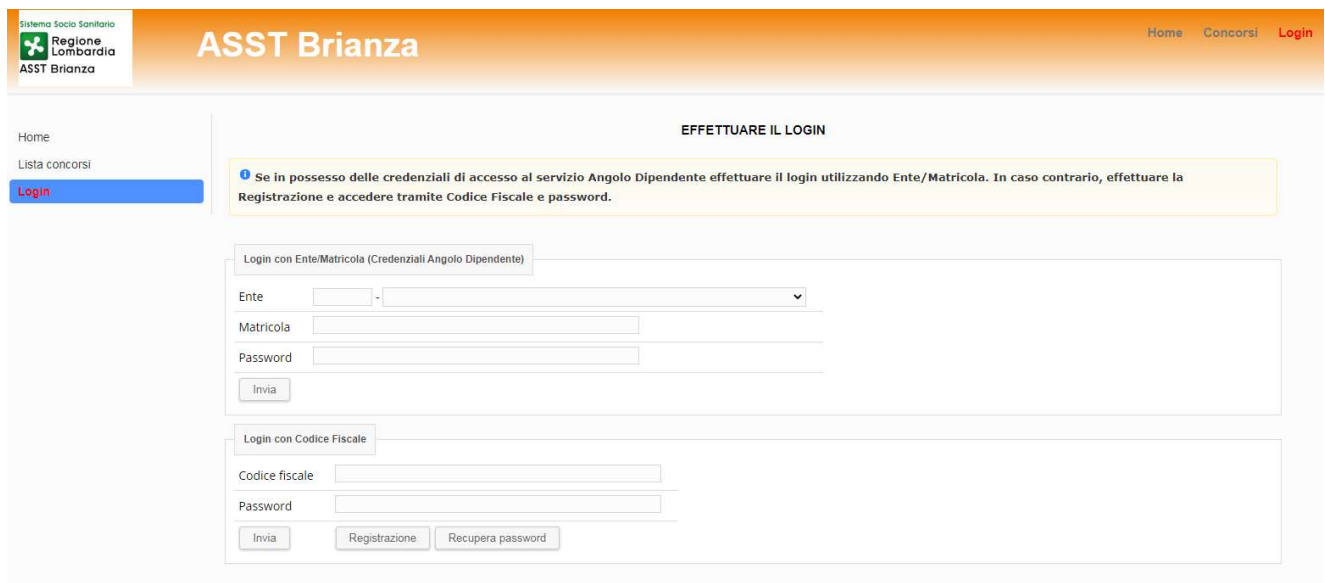 Sistema Socio Sanitario
Regione
Lombardia
ASST Brianza
ASST Brianza
Home Concorsi Login
Home
Lista concorsi
Login
EFFETTUARE IL LOGIN
Se in possesso delle credenziali di accesso al servizio Angolo Dipendente effettuare il login utilizzando Ente/Matricola. In caso contrario, effettuare la
Registrazione e accedere tramite Codice Fiscale e password.
Login con Ente/Matricola (Credenziali Angolo Dipendente)
Ente -
Matricola
Password
Invia
Login con Codice Fiscale
Codice fiscale
Password
Invia Registrazione Recupera password